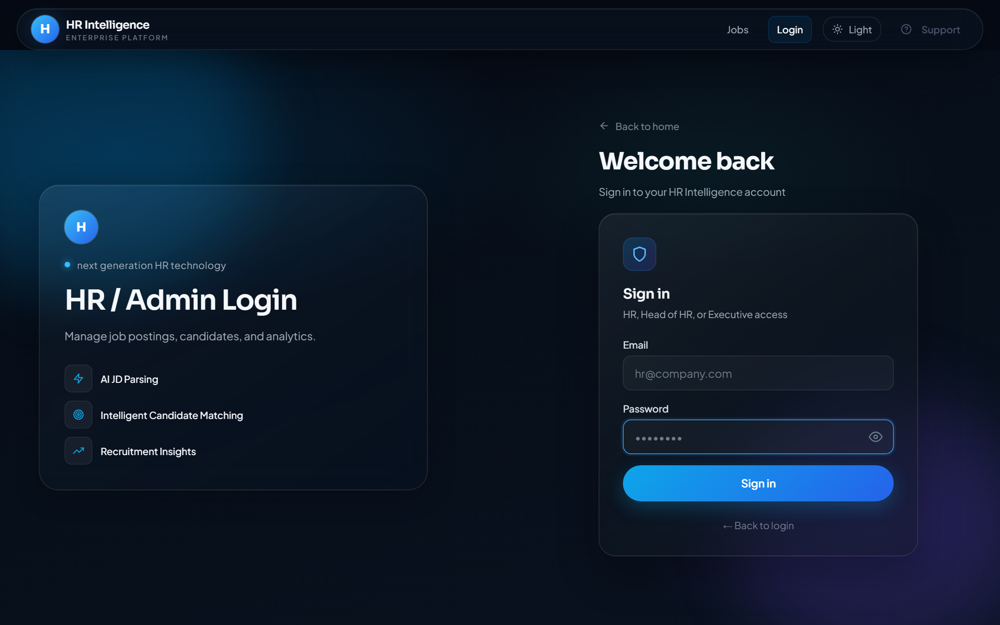 H
HR Intelligence
ENTERPRISE PLATFORM
Jobs
Login
Light
Support
H
next generation HR technology
HR / Admin Login
Manage job postings, candidates, and analytics.
AI JD Parsing
Intelligent Candidate Matching
Recruitment Insights
Back to home
Welcome back
Sign in to your HR Intelligence account
Sign in
HR, Head of HR, or Executive access
Email
hr@company.com
Password
••••••••
Sign in
← Back to login